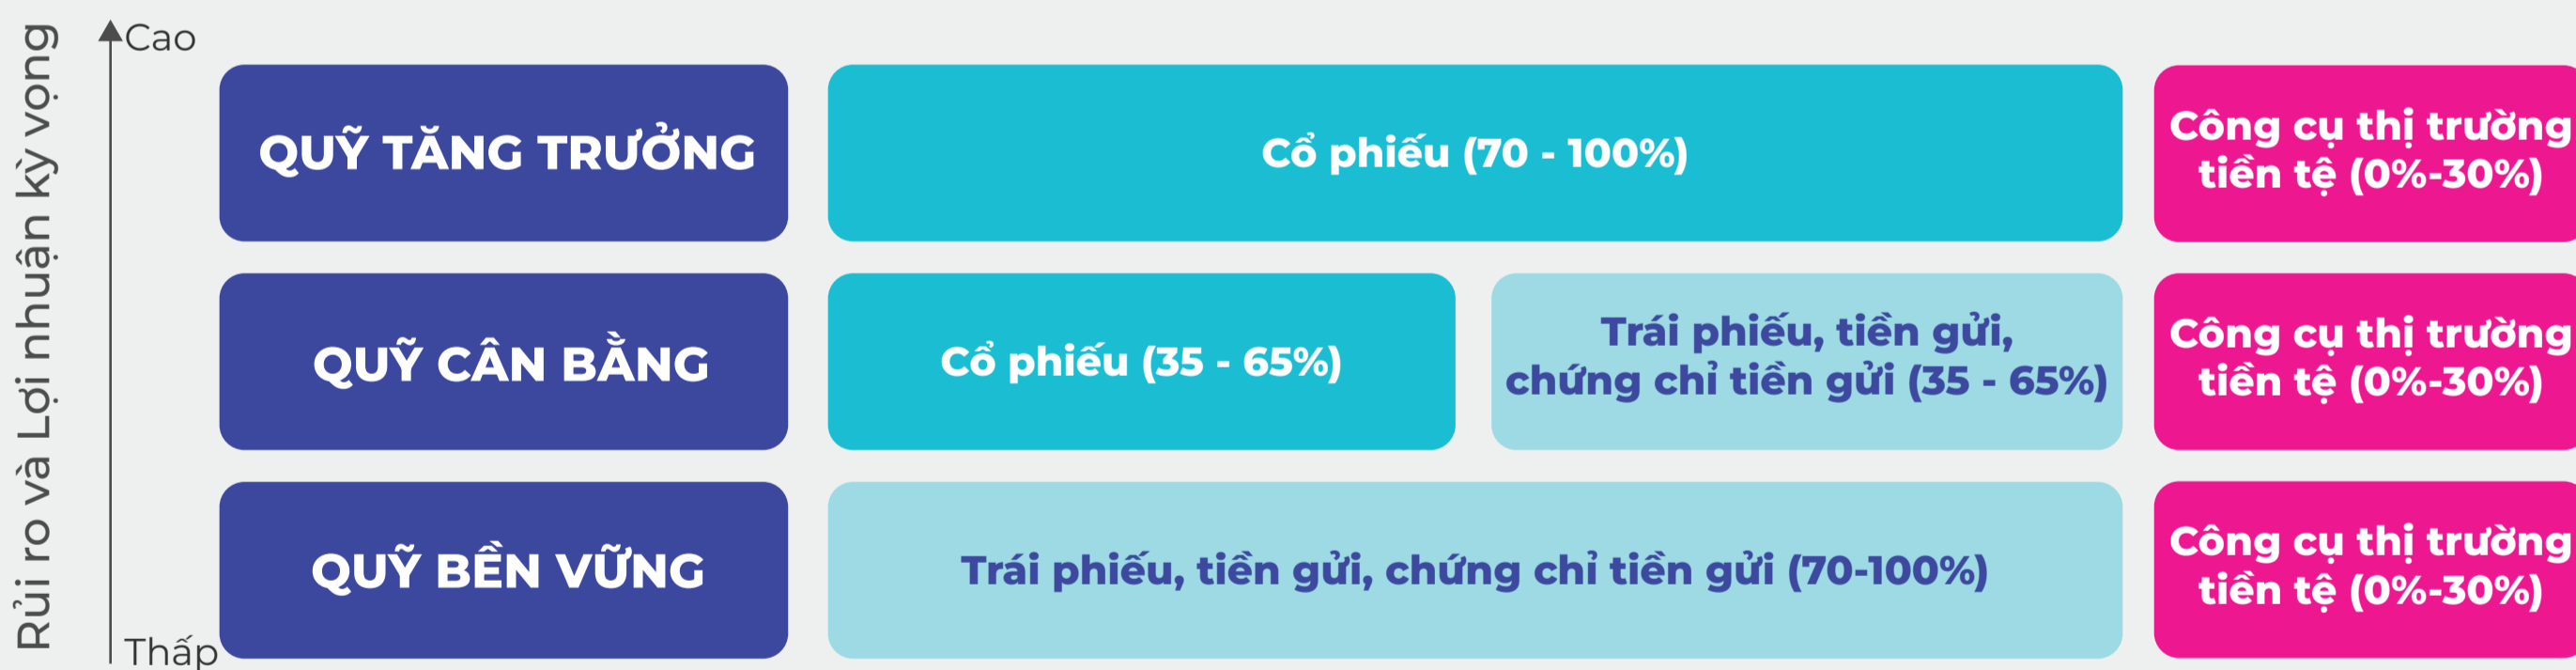 Rủi ro và Lợi nhuận kỳ vọng
Cao
QUỸ TĂNG TRƯỞNG
Cổ phiếu (70 - 100%)
Công cụ thị trường
tiền tệ (0%-30%)
QUỸ CÂN BẰNG
Cổ phiếu (35 - 65%)
Trái phiếu, tiền gửi,
chứng chỉ tiền gửi (35 - 65%)
Công cụ thị trường
tiền tệ (0%-30%)
QUỸ BỀN VỮNG
Trái phiếu, tiền gửi, chứng chỉ tiền gửi (70-100%)
Công cụ thị trường
tiền tệ (0%-30%)
Thấp